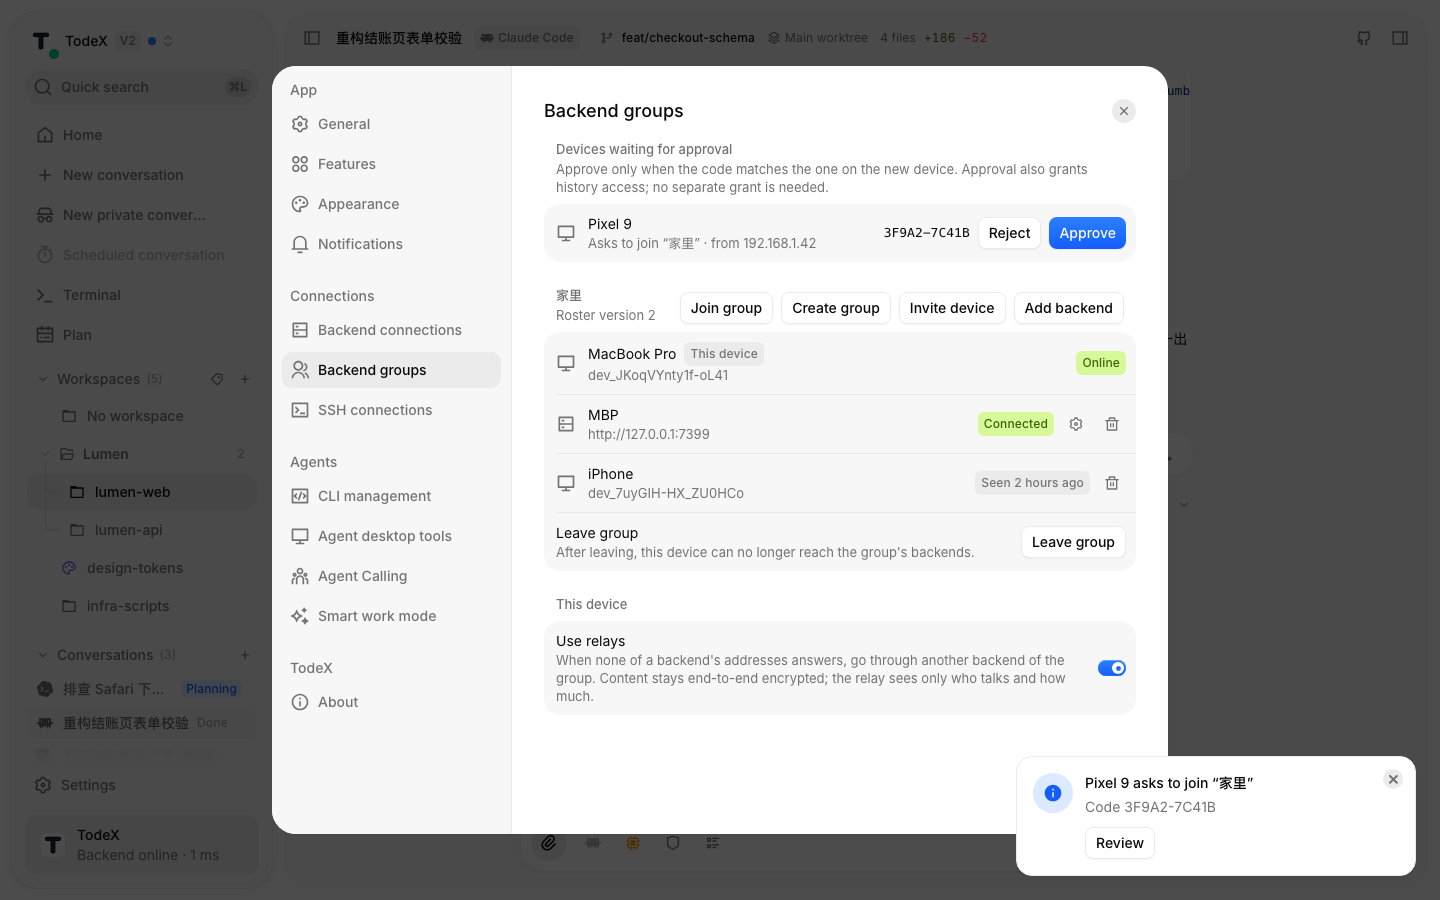 TodeX V2
Quick search ⌘L
Home
New conversation
New private conver...
Scheduled conversation
Terminal
Plan
Workspaces (5)
No workspace
Lumen 2
lumen-web
lumen-api
design-tokens
infra-scripts
Conversations (3)
排查 Safari 下... Planning
重构结账页表单校验 Done
Settings
TodeX
Backend online · 1 ms
重构结账页表单校验 Claude Code feat/checkout-schema Main worktree 4 files +186 −52
umb
出
App
General
Features
Appearance
Notifications
Connections
Backend connections
Backend groups
SSH connections
Agents
CLI management
Agent desktop tools
Agent Calling
Smart work mode
TodeX
About
Backend groups
Devices waiting for approval
Approve only when the code matches the one on the new device. Approval also grants
history access; no separate grant is needed.
Pixel 9
Asks to join “家里” · from 192.168.1.42
3F9A2-7C41B Reject Approve
家里
Roster version 2
Join group Create group Invite device Add backend
MacBook Pro This device
dev_JKoqVYnty1f-oL41
Online
MBP
http://127.0.0.1:7399
Connected
iPhone
dev_7uyGIH-HX_ZU0HCo
Seen 2 hours ago
Leave group
After leaving, this device can no longer reach the group's backends.
Leave group
This device
Use relays
When none of a backend's addresses answers, go through another backend of the
group. Content stays end-to-end encrypted; the relay sees only who talks and how
much.
Pixel 9 asks to join “家里”
Code 3F9A2-7C41B
Review